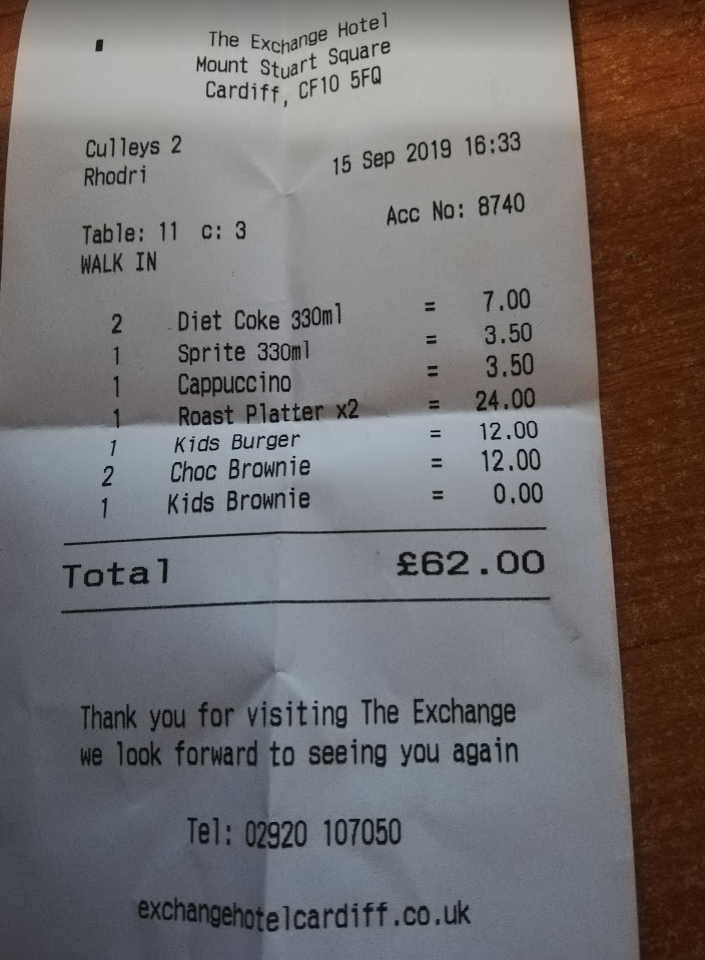 The Exchange Hotel
Mount Stuart Square
Cardiff, CF10 5FQ
Culleys 2
15 Sep 2019 16:33
Rhodri
Acc No: 8740
Table: 11 c: 3
WALK IN
2 Diet Coke 330ml = 7.00
1 Sprite 330ml = 3.50
1 Cappuccino = 3.50
1 Roast Platter x2 = 24.00
1 Kids Burger = 12.00
2 Choc Brownie = 12.00
1 Kids Brownie = 0.00
Total £62.00
Thank you for visiting The Exchange
we look forward to seeing you again
Tel: 02920 107050
exchangehotelcardiff.co.uk